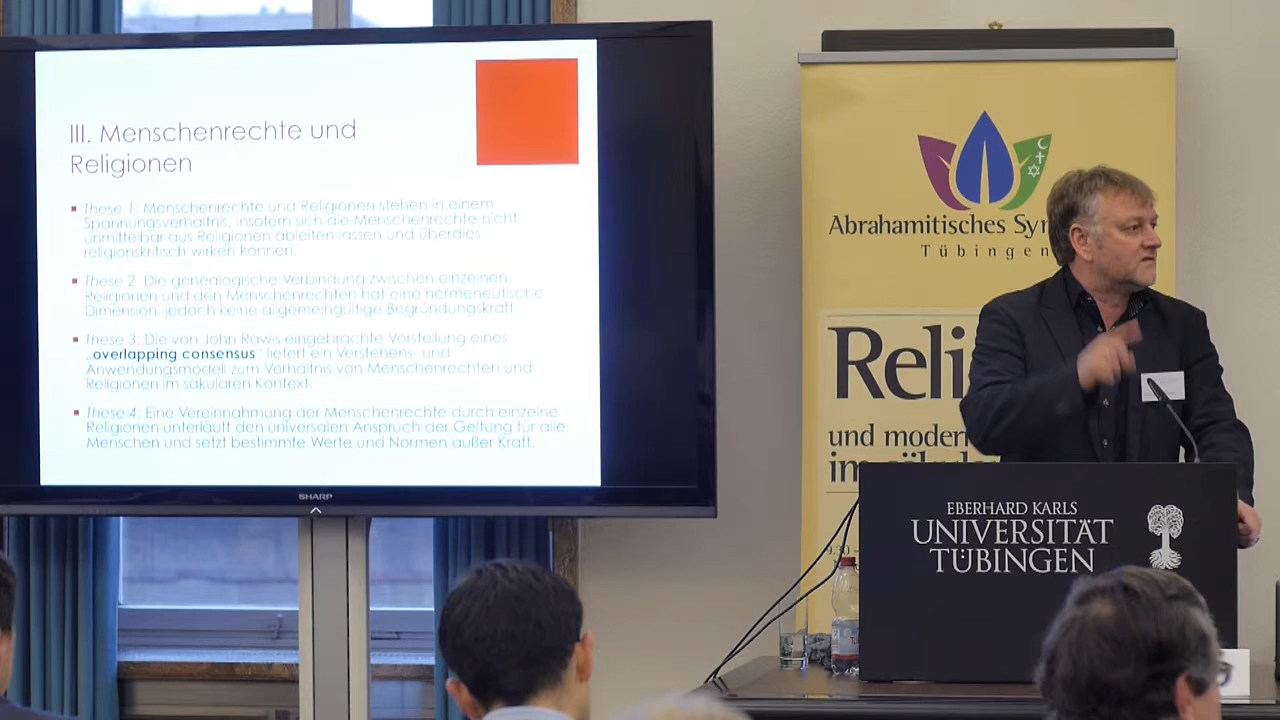 III. Menschenrechte und
Religionen
These 1: Menschenrechte und Religionen stehen in einem
Spannungsverhältnis, insofern sich die Menschenrechte nicht
unmittelbar aus Religionen ableiten lassen und überdies
religionskritisch wirken können.
These 2: Die genealogische Verbindung zwischen einzelnen
Religionen und den Menschenrechten hat eine hermeneutische
Dimension, jedoch keine allgemeingültige Begründungskraft.
These 3: Die von John Rawls eingebrachte Vorstellung eines
„overlapping consensus“ liefert ein Verstehens- und
Anwendungsmodell zum Verhältnis von Menschenrechten und
Religionen im säkularen Kontext.
These 4: Eine Vereinnahmung der Menschenrechte durch einzelne
Religionen unterläuft den universalen Anspruch der Geltung für alle
Menschen und setzt bestimmte Werte und Normen außer Kraft.
SHARP
Abrahamitisches Sy
Tübingen
Reli
und modern
im
9.30
EBERHARD KARLS
UNIVERSITÄT
TÜBINGEN